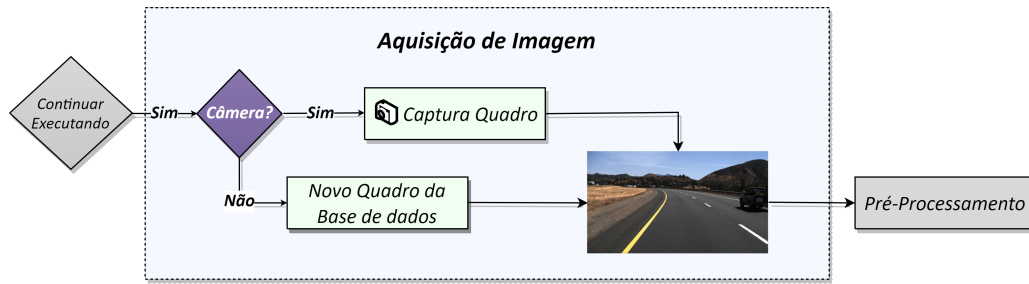 Aquisição de Imagem
Continuar
Executando
Sim
Câmera?
Sim
Captura Quadro
Não
Novo Quadro da
Base de dados
Pré-Processamento